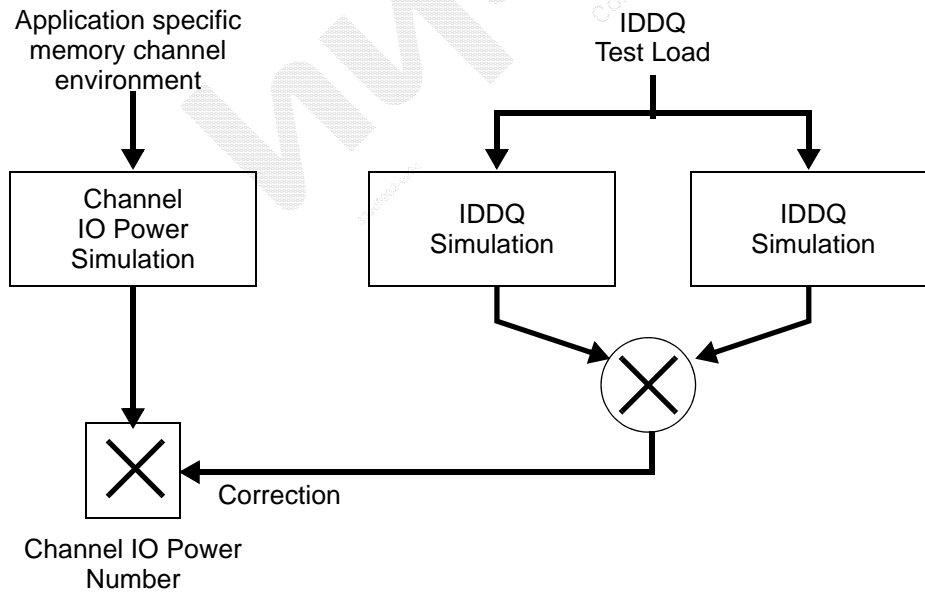 Application specific
memory channel
environment
IDDQ
Test Load
Channel
IO Power
Simulation
IDDQ
Simulation
IDDQ
Simulation
Correction
Channel IO Power
Number